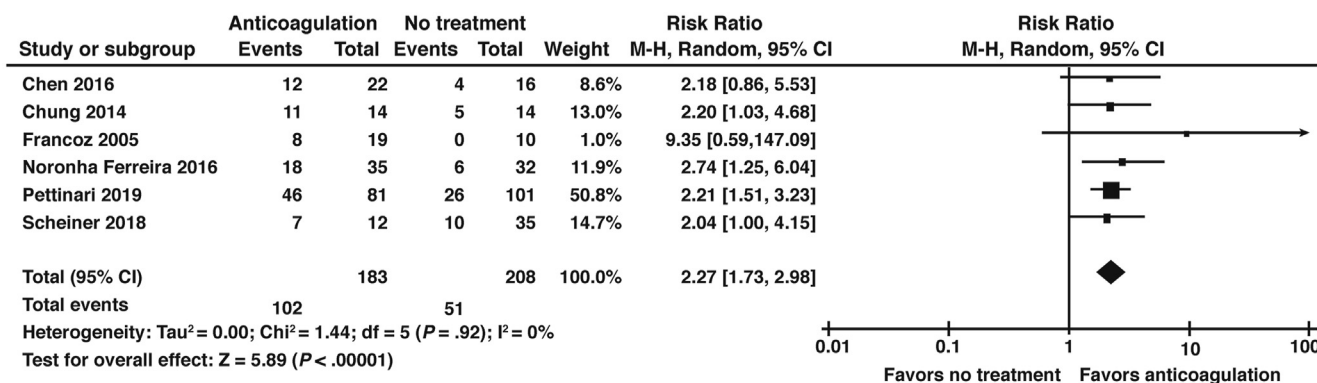 Anticoagulation No treatment Risk Ratio Risk Ratio
Study or subgroup Events Total Events Total Weight M-H, Random, 95% CI M-H, Random, 95% CI
Chen 2016 12 22 4 16 8.6% 2.18 [0.86, 5.53]
Chung 2014 11 14 5 14 13.0% 2.20 [1.03, 4.68]
Francoz 2005 8 19 0 10 1.0% 9.35 [0.59,147.09]
Noronha Ferreira 2016 18 35 6 32 11.9% 2.74 [1.25, 6.04]
Pettinari 2019 46 81 26 101 50.8% 2.21 [1.51, 3.23]
Scheiner 2018 7 12 10 35 14.7% 2.04 [1.00, 4.15]
Total (95% CI) 183 208 100.0% 2.27 [1.73, 2.98]
Total events 102 51
Heterogeneity: Tau² = 0.00; Chi² = 1.44; df = 5 (P = .92); I² = 0%
Test for overall effect: Z = 5.89 (P < .00001)
0.01 0.1 1 10 100
Favors no treatment Favors anticoagulation